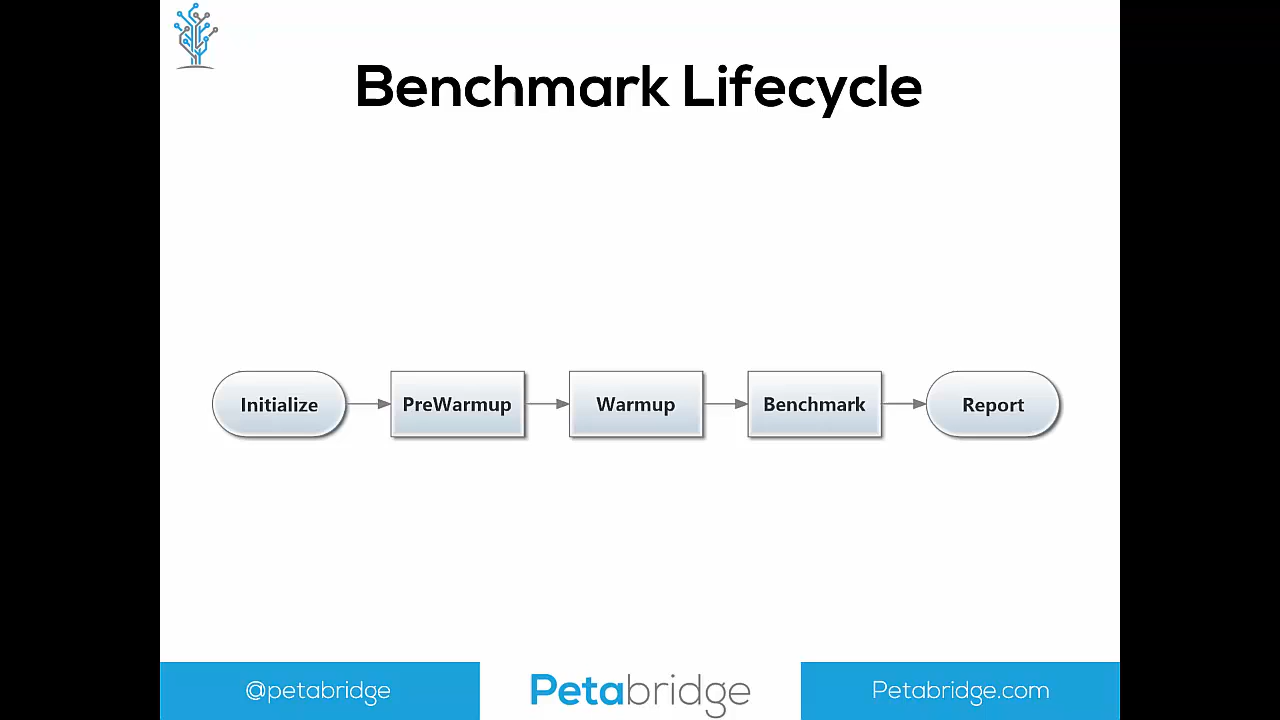 Benchmark Lifecycle
Initialize
PreWarmup
Warmup
Benchmark
Report
@petabridge
Petabridge
Petabridge.com